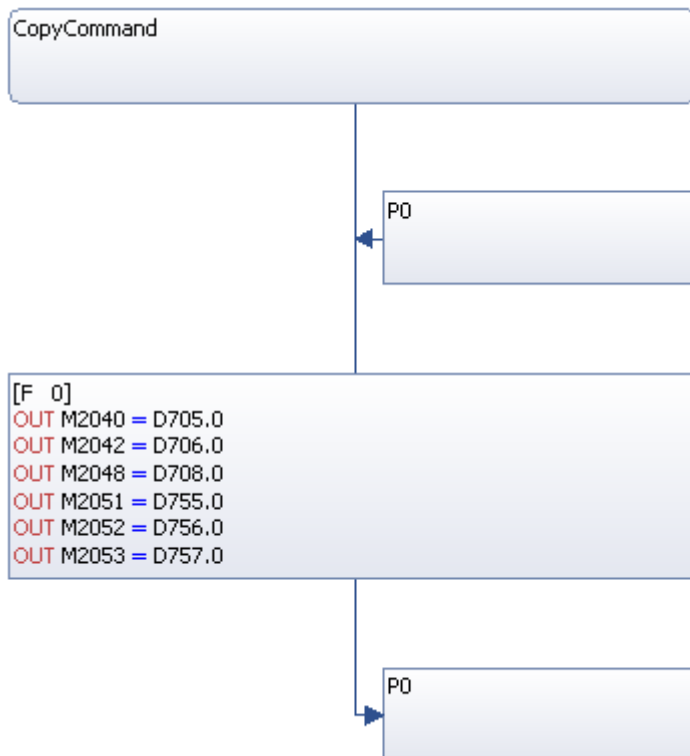 CopyCommand
P0
[F 0]
OUT M2040 = D705.0
OUT M2042 = D706.0
OUT M2048 = D708.0
OUT M2051 = D755.0
OUT M2052 = D756.0
OUT M2053 = D757.0
P0